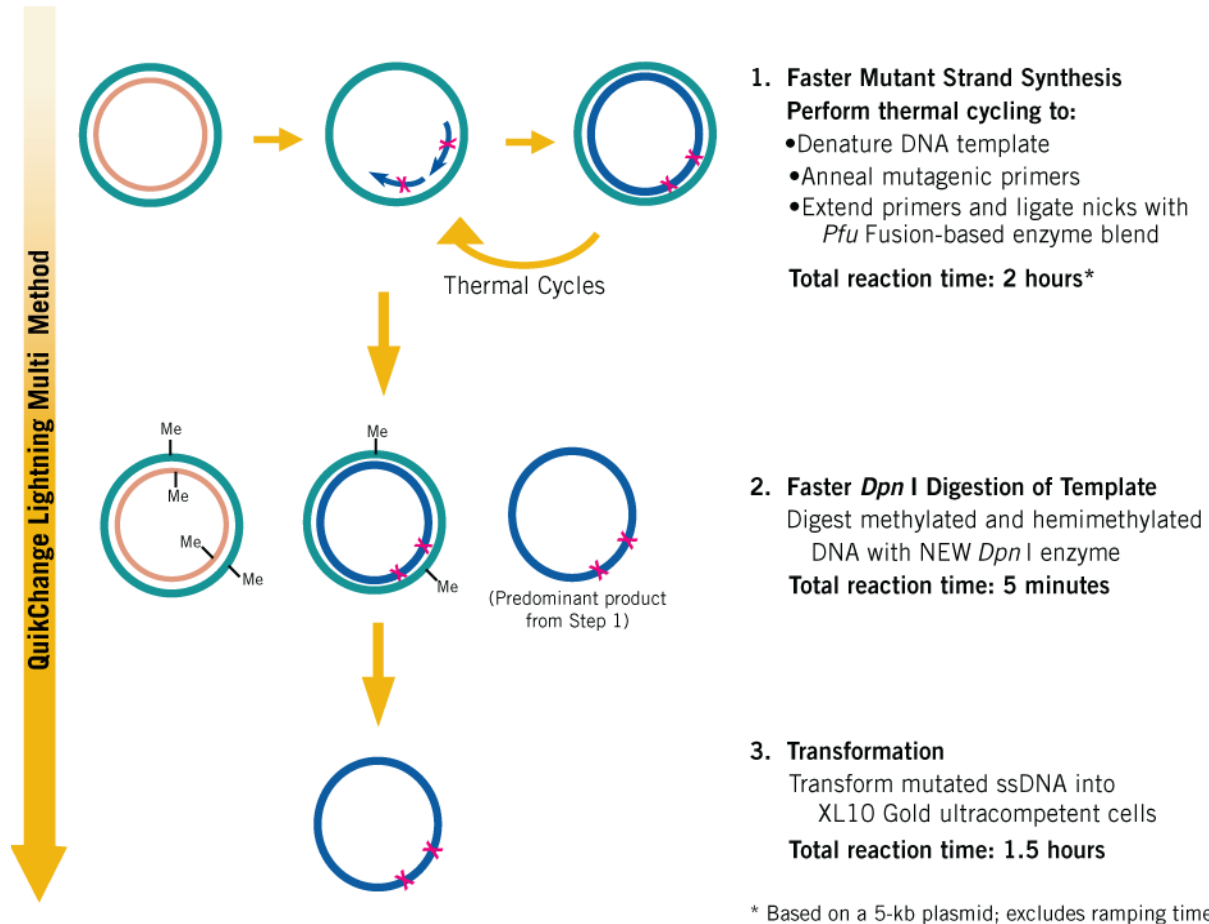 QuikChange Lightning Multi Method
1. Faster Mutant Strand Synthesis
Perform thermal cycling to:
•Denature DNA template
•Anneal mutagenic primers
•Extend primers and ligate nicks with
Pfu Fusion-based enzyme blend
Total reaction time: 2 hours*
Thermal Cycles
Me
Me
Me
Me
Me
Me
(Predominant product
from Step 1)
2. Faster Dpn I Digestion of Template
Digest methylated and hemimethylated
DNA with NEW Dpn I enzyme
Total reaction time: 5 minutes
3. Transformation
Transform mutated ssDNA into
XL10 Gold ultracompetent cells
Total reaction time: 1.5 hours
* Based on a 5-kb plasmid; excludes ramping time